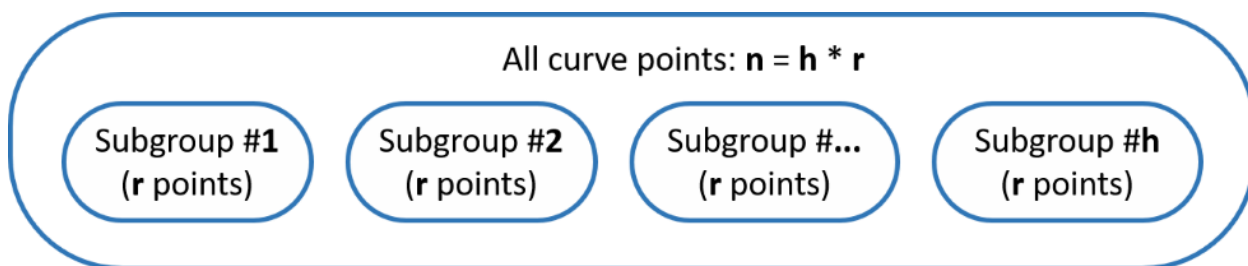 All curve points: n = h * r
Subgroup #1
(r points)
Subgroup #2
(r points)
Subgroup #...
(r points)
Subgroup #h
(r points)